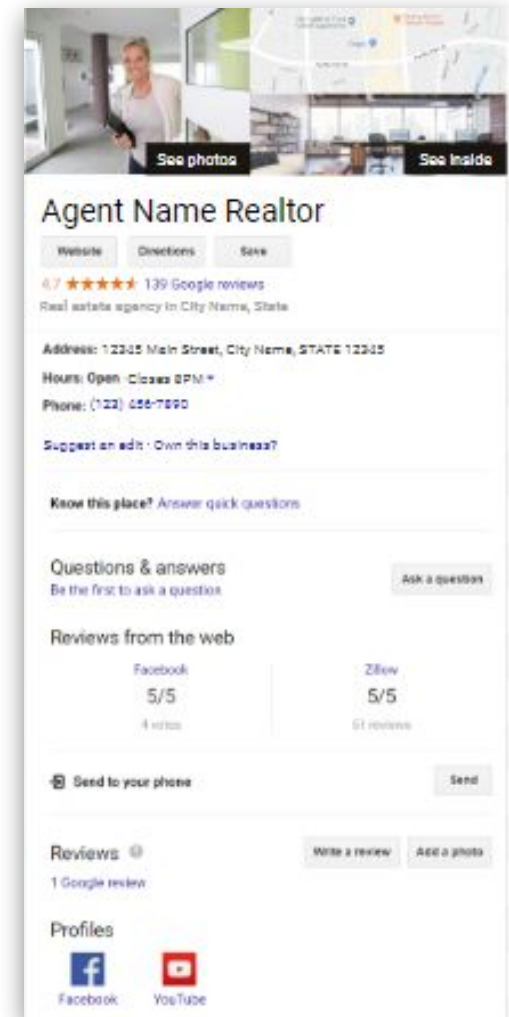 See photos
See Inside
Agent Name Realtor
Website Directions Save
4.7 139 Google reviews
Real estate agency in City Name, State
Address: 12345 Main Street, City Name, STATE 12345
Hours: Open · Closes 8PM
Phone: (123) 456-7890
Suggest an edit · Own this business?
Know this place? Answer quick questions
Questions & answers
Be the first to ask a question
Ask a question
Reviews from the web
Facebook Zillow
5/5 5/5
4 votes 51 reviews
Send to your phone Send
Reviews Write a review Add a photo
1 Google review
Profiles
Facebook YouTube